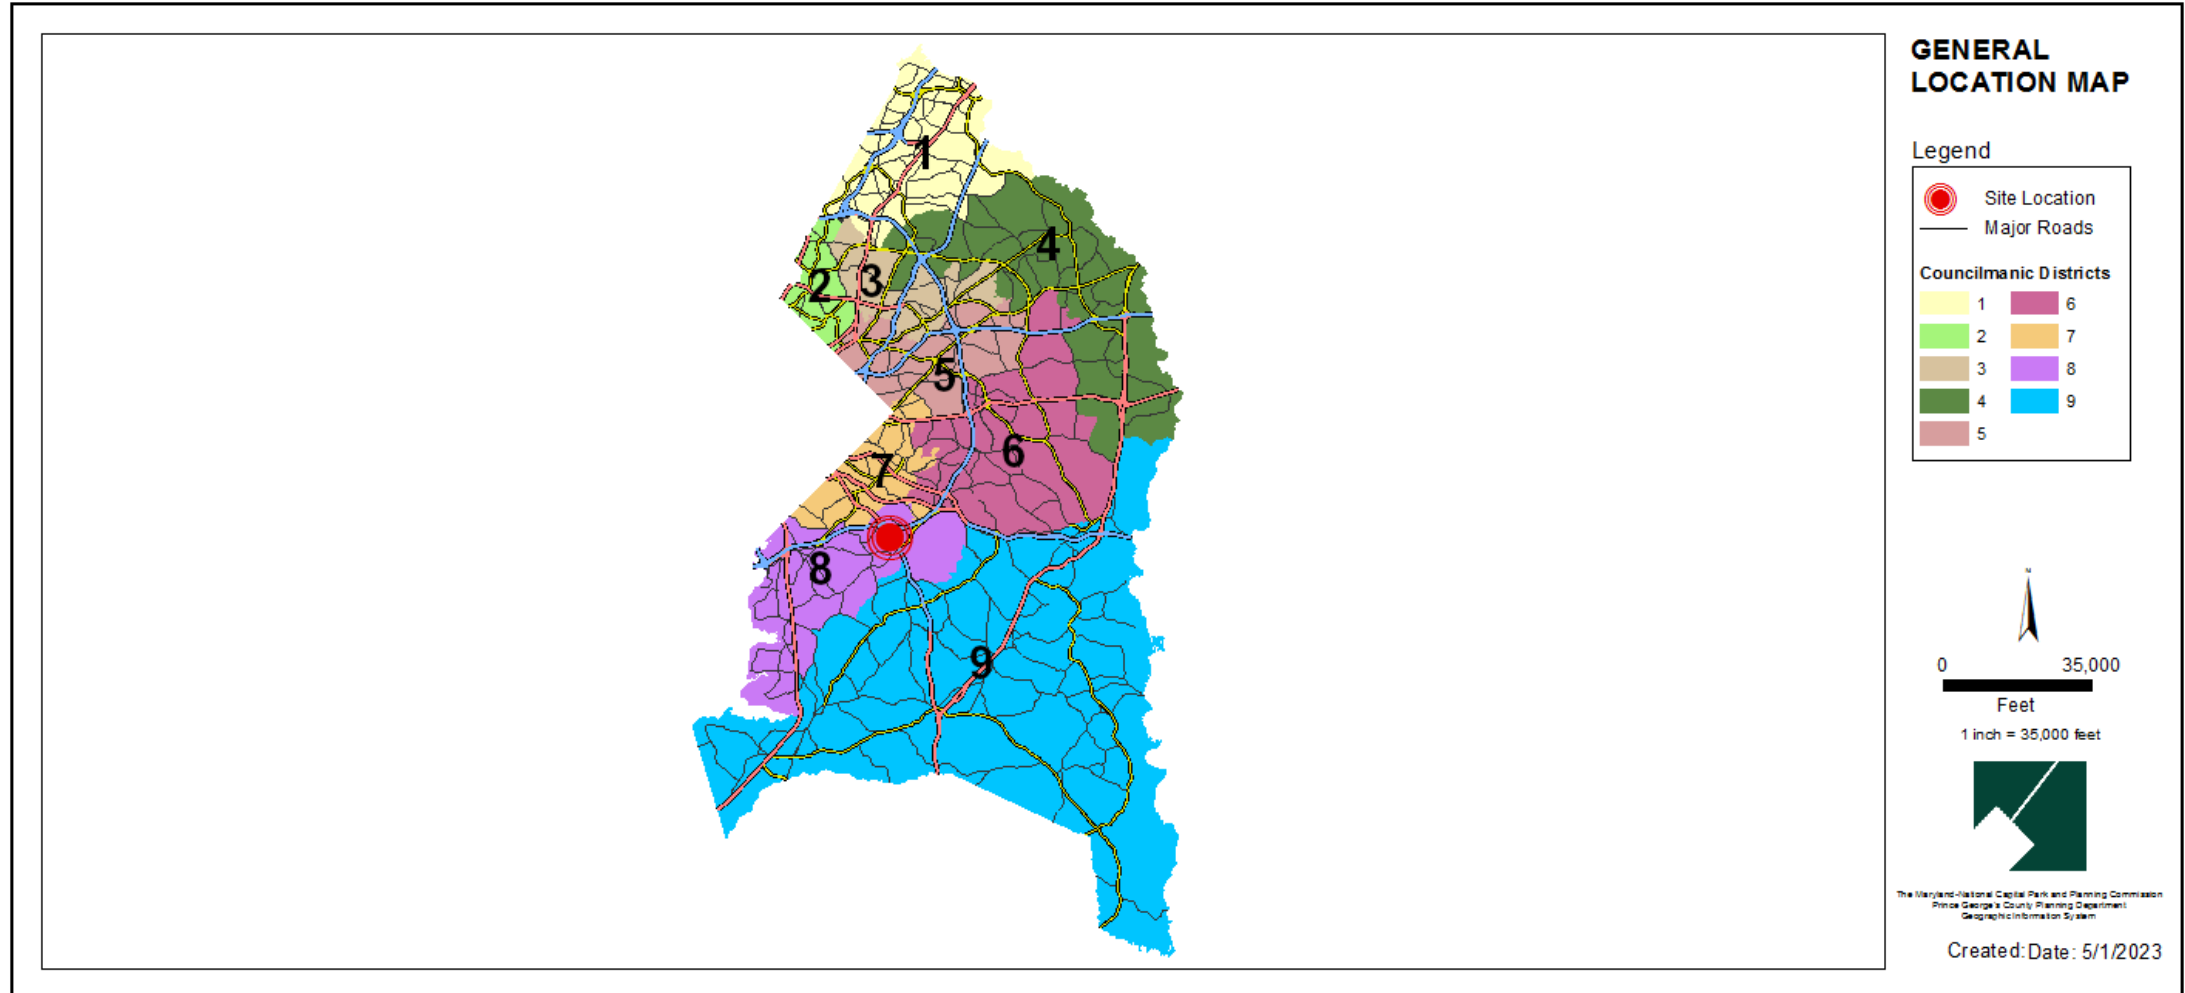 GENERAL
LOCATION MAP
Legend
Site Location
Major Roads
Councilmanic Districts
1 6
2 7
3 8
4 9
5
1
4
2
3
5
6
7
8
9
N
0 35,000
Feet
1 inch = 35,000 feet
The Maryland-National Capital Park and Planning Commission
Prince George's County Planning Department
Geographic Information System
Created: Date: 5/1/2023